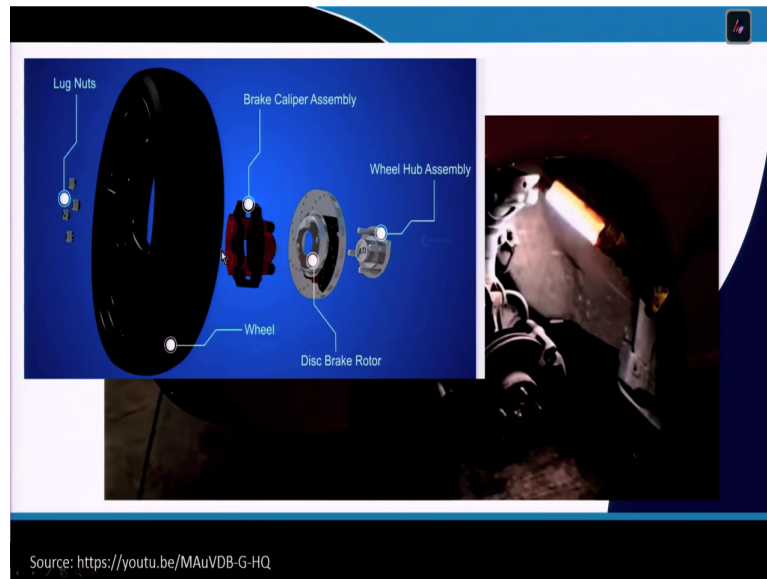 Lug Nuts
Brake Caliper Assembly
Wheel Hub Assembly
Wheel
Disc Brake Rotor
Source: https://youtu.be/MAuVDB-G-HQ